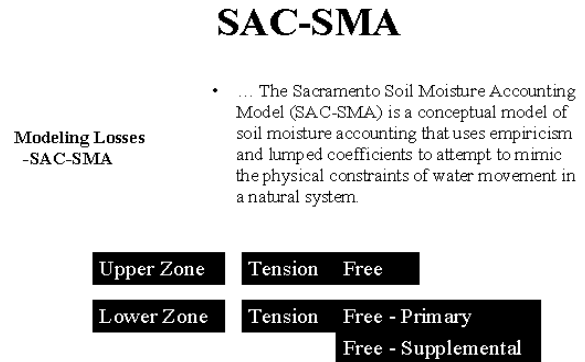 SAC-SMA
Modeling Losses
-SAC-SMA
• … The Sacramento Soil Moisture Accounting
Model (SAC-SMA) is a conceptual model of
soil moisture accounting that uses empiricism
and lumped coefficients to attempt to mimic
the physical constraints of water movement in
a natural system.
Upper Zone Tension Free
Lower Zone Tension Free - Primary
Free - Supplemental